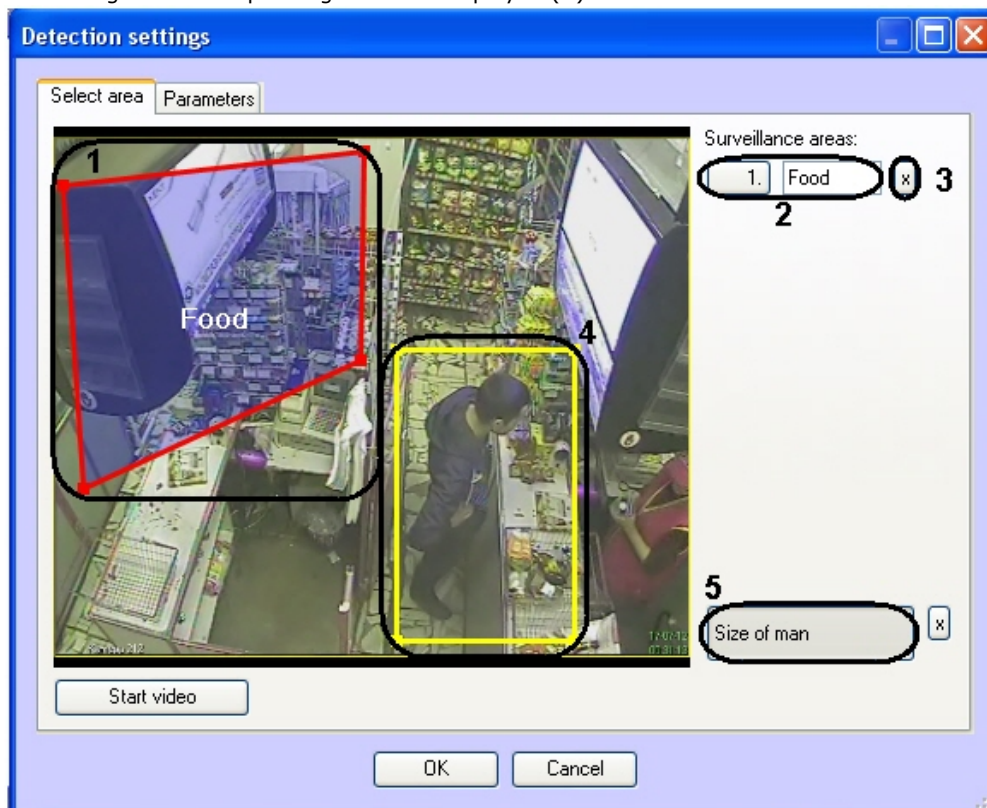 Detection settings
Select area
Parameters
1
Food
4
Surveillance areas:
1.
Food
x
3
2
5
Size of man
x
Start video
OK
Cancel